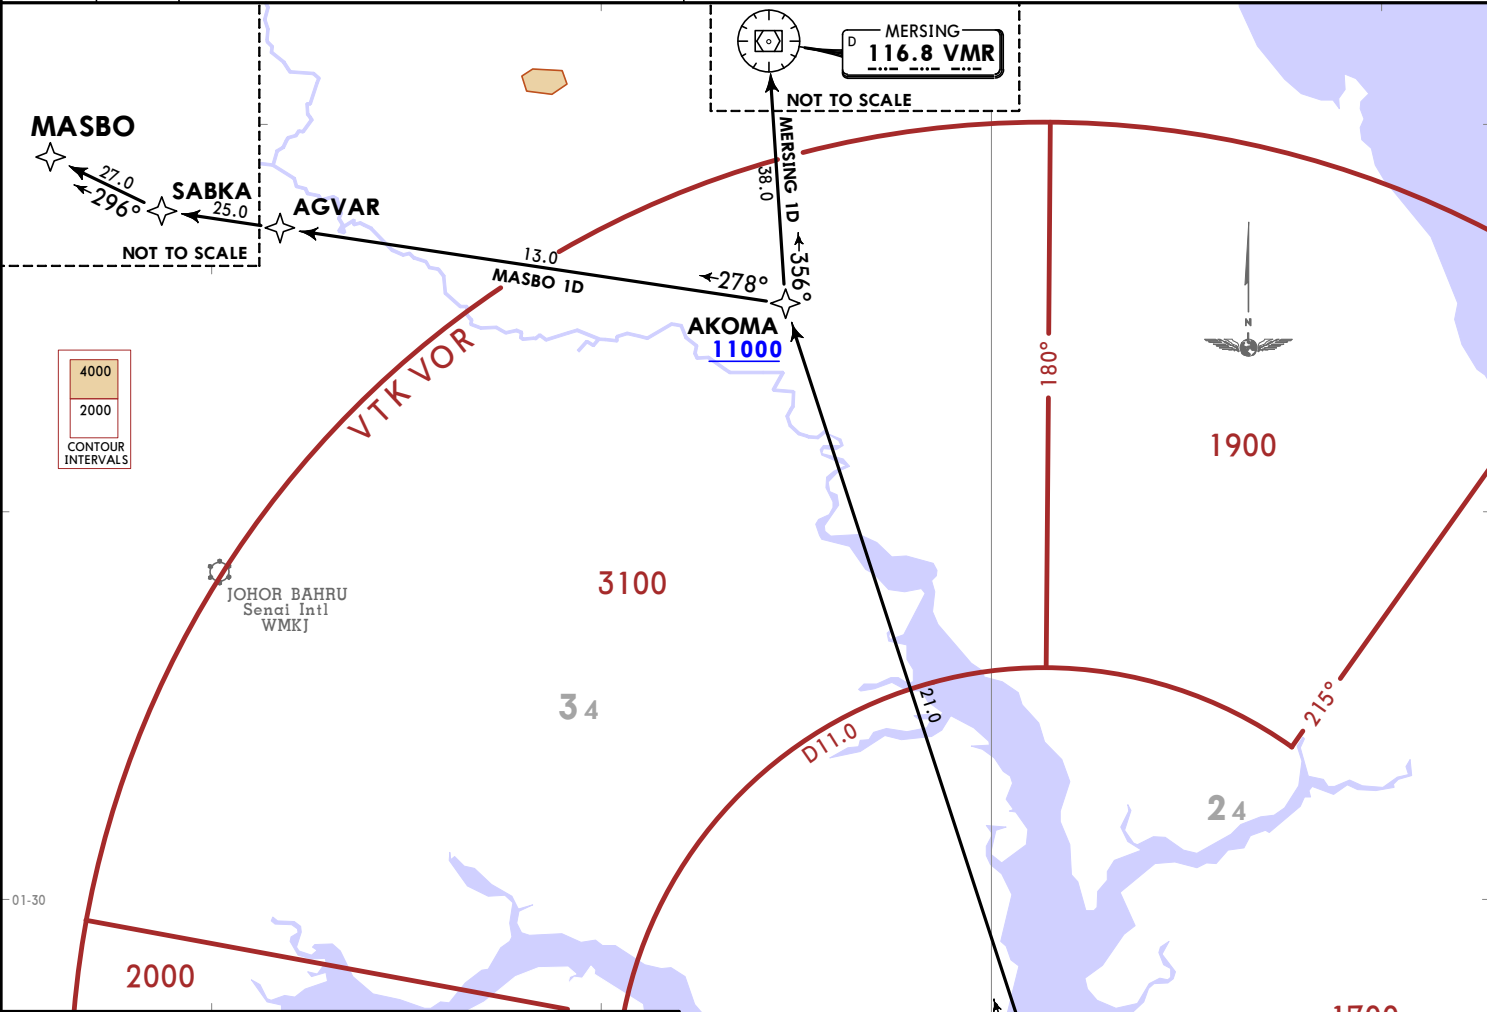 MERSING
D
116.8 VMR
NOT TO SCALE
MASBO
27.0
←296°
SABKA
25.0
AGVAR
NOT TO SCALE
MERSING 1D
38.0
←356°
13.0
MASBO 1D
←278°
AKOMA
11000
N
VTK VOR
180°
4000
2000
CONTOUR
INTERVALS
1900
3100
JOHOR BAHRU
Senai Intl
WMKJ
34
21.0
215°
D11.0
24
01-30
2000